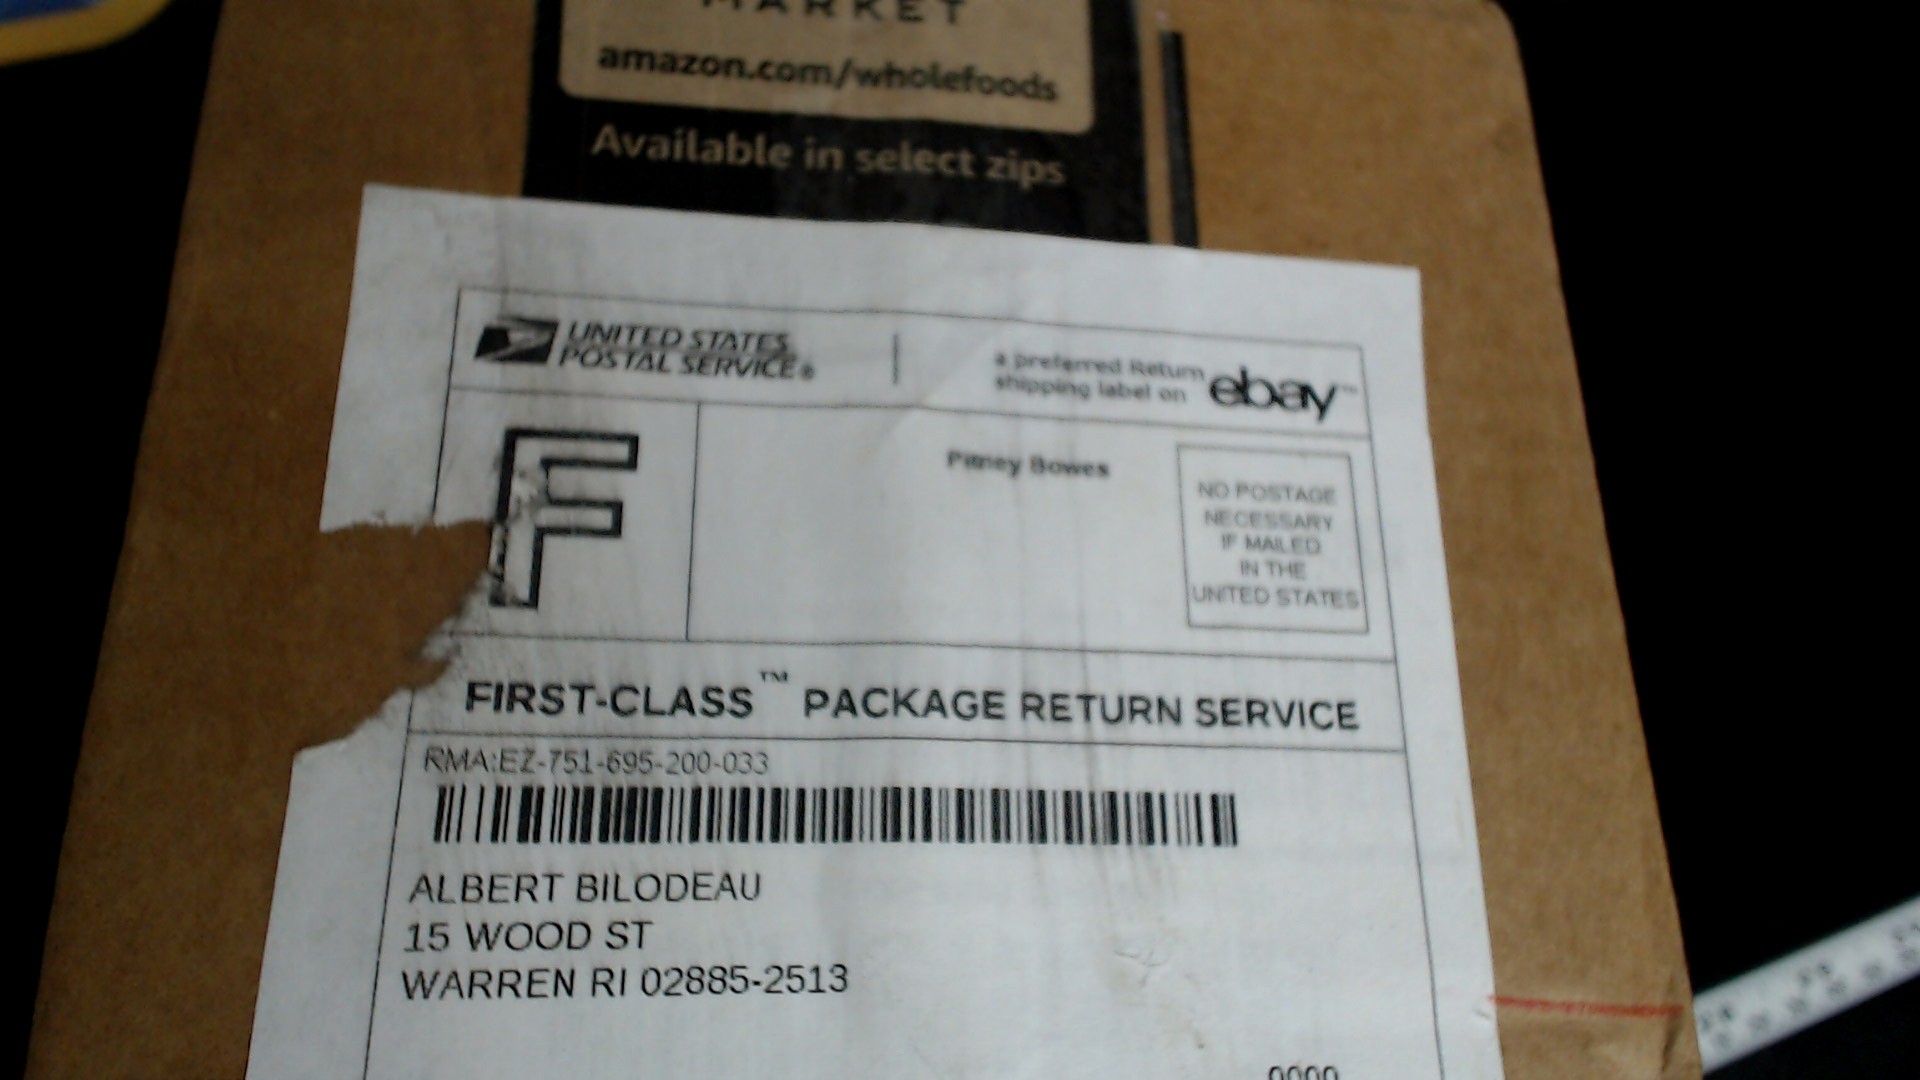 MARKET
amazon.com/wholefoods
Available in select zips
UNITED STATES
POSTAL SERVICE®
a preferred Return
shipping label on
ebay™
F
Pitney Bowes
NO POSTAGE
NECESSARY
IF MAILED
IN THE
UNITED STATES
FIRST-CLASS™ PACKAGE RETURN SERVICE
RMA:EZ-751-695-200-033
ALBERT BILODEAU
15 WOOD ST
WARREN RI 02885-2513
0000